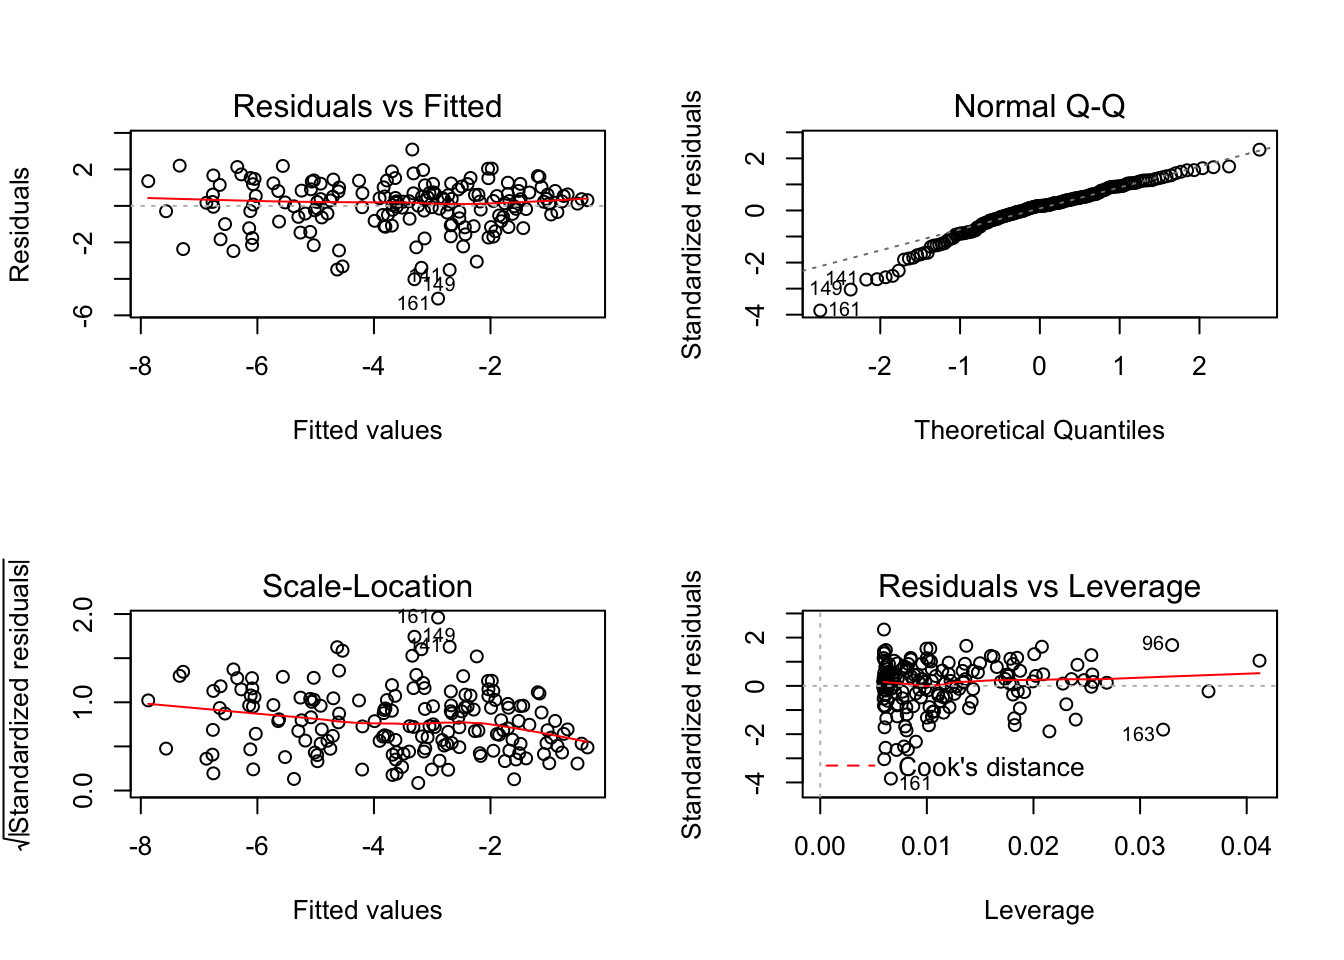 Residuals vs Fitted
Residuals
2
-2
-6
141
149
161
-8 -6 -4 -2
Fitted values
Normal Q-Q
Standardized residuals
2
0
-2
-4
141
149
161
-2 -1 0 1 2
Theoretical Quantiles
Scale-Location
√|Standardized residuals|
2.0
1.0
0.0
161
149
141
-8 -6 -4 -2
Fitted values
Residuals vs Leverage
Standardized residuals
2
0
-2
-4
96
163
Cook's distance
161
0.00 0.01 0.02 0.03 0.04
Leverage